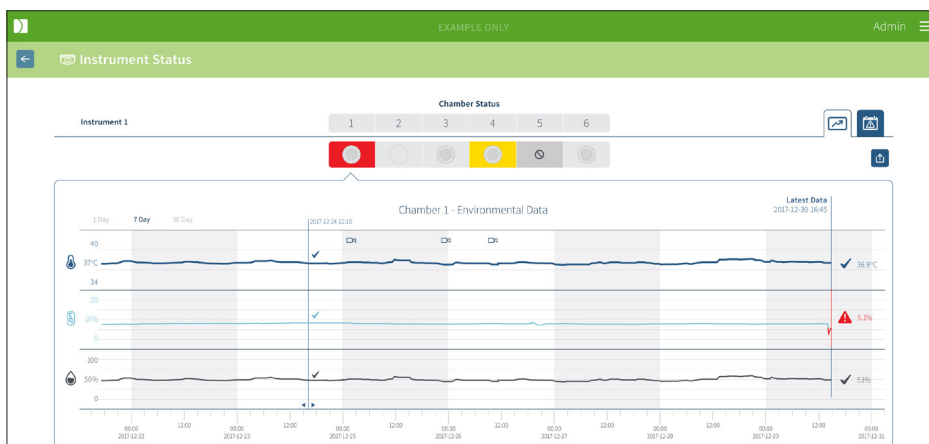 EXAMPLE ONLY
Admin
Instrument Status
Chamber Status
Instrument 1
1 2 3 4 5 6
Chamber 1 - Environmental Data
Latest Data
2017-12-30 16:45
1 Day 7 Day 30 Day
2017-12-24 12:15
40
37°C
34
36.9°C
20
10%
0
5.1%
100
50%
0
53%
00:00 12:00 00:00 12:00 00:00 12:00 00:00 12:00 00:00 12:00 00:00 12:00 00:00 12:00 00:00
2017-12-22 2017-12-23 2017-12-25 2017-12-26 2017-12-27 2017-12-28 2017-12-29 2017-12-31